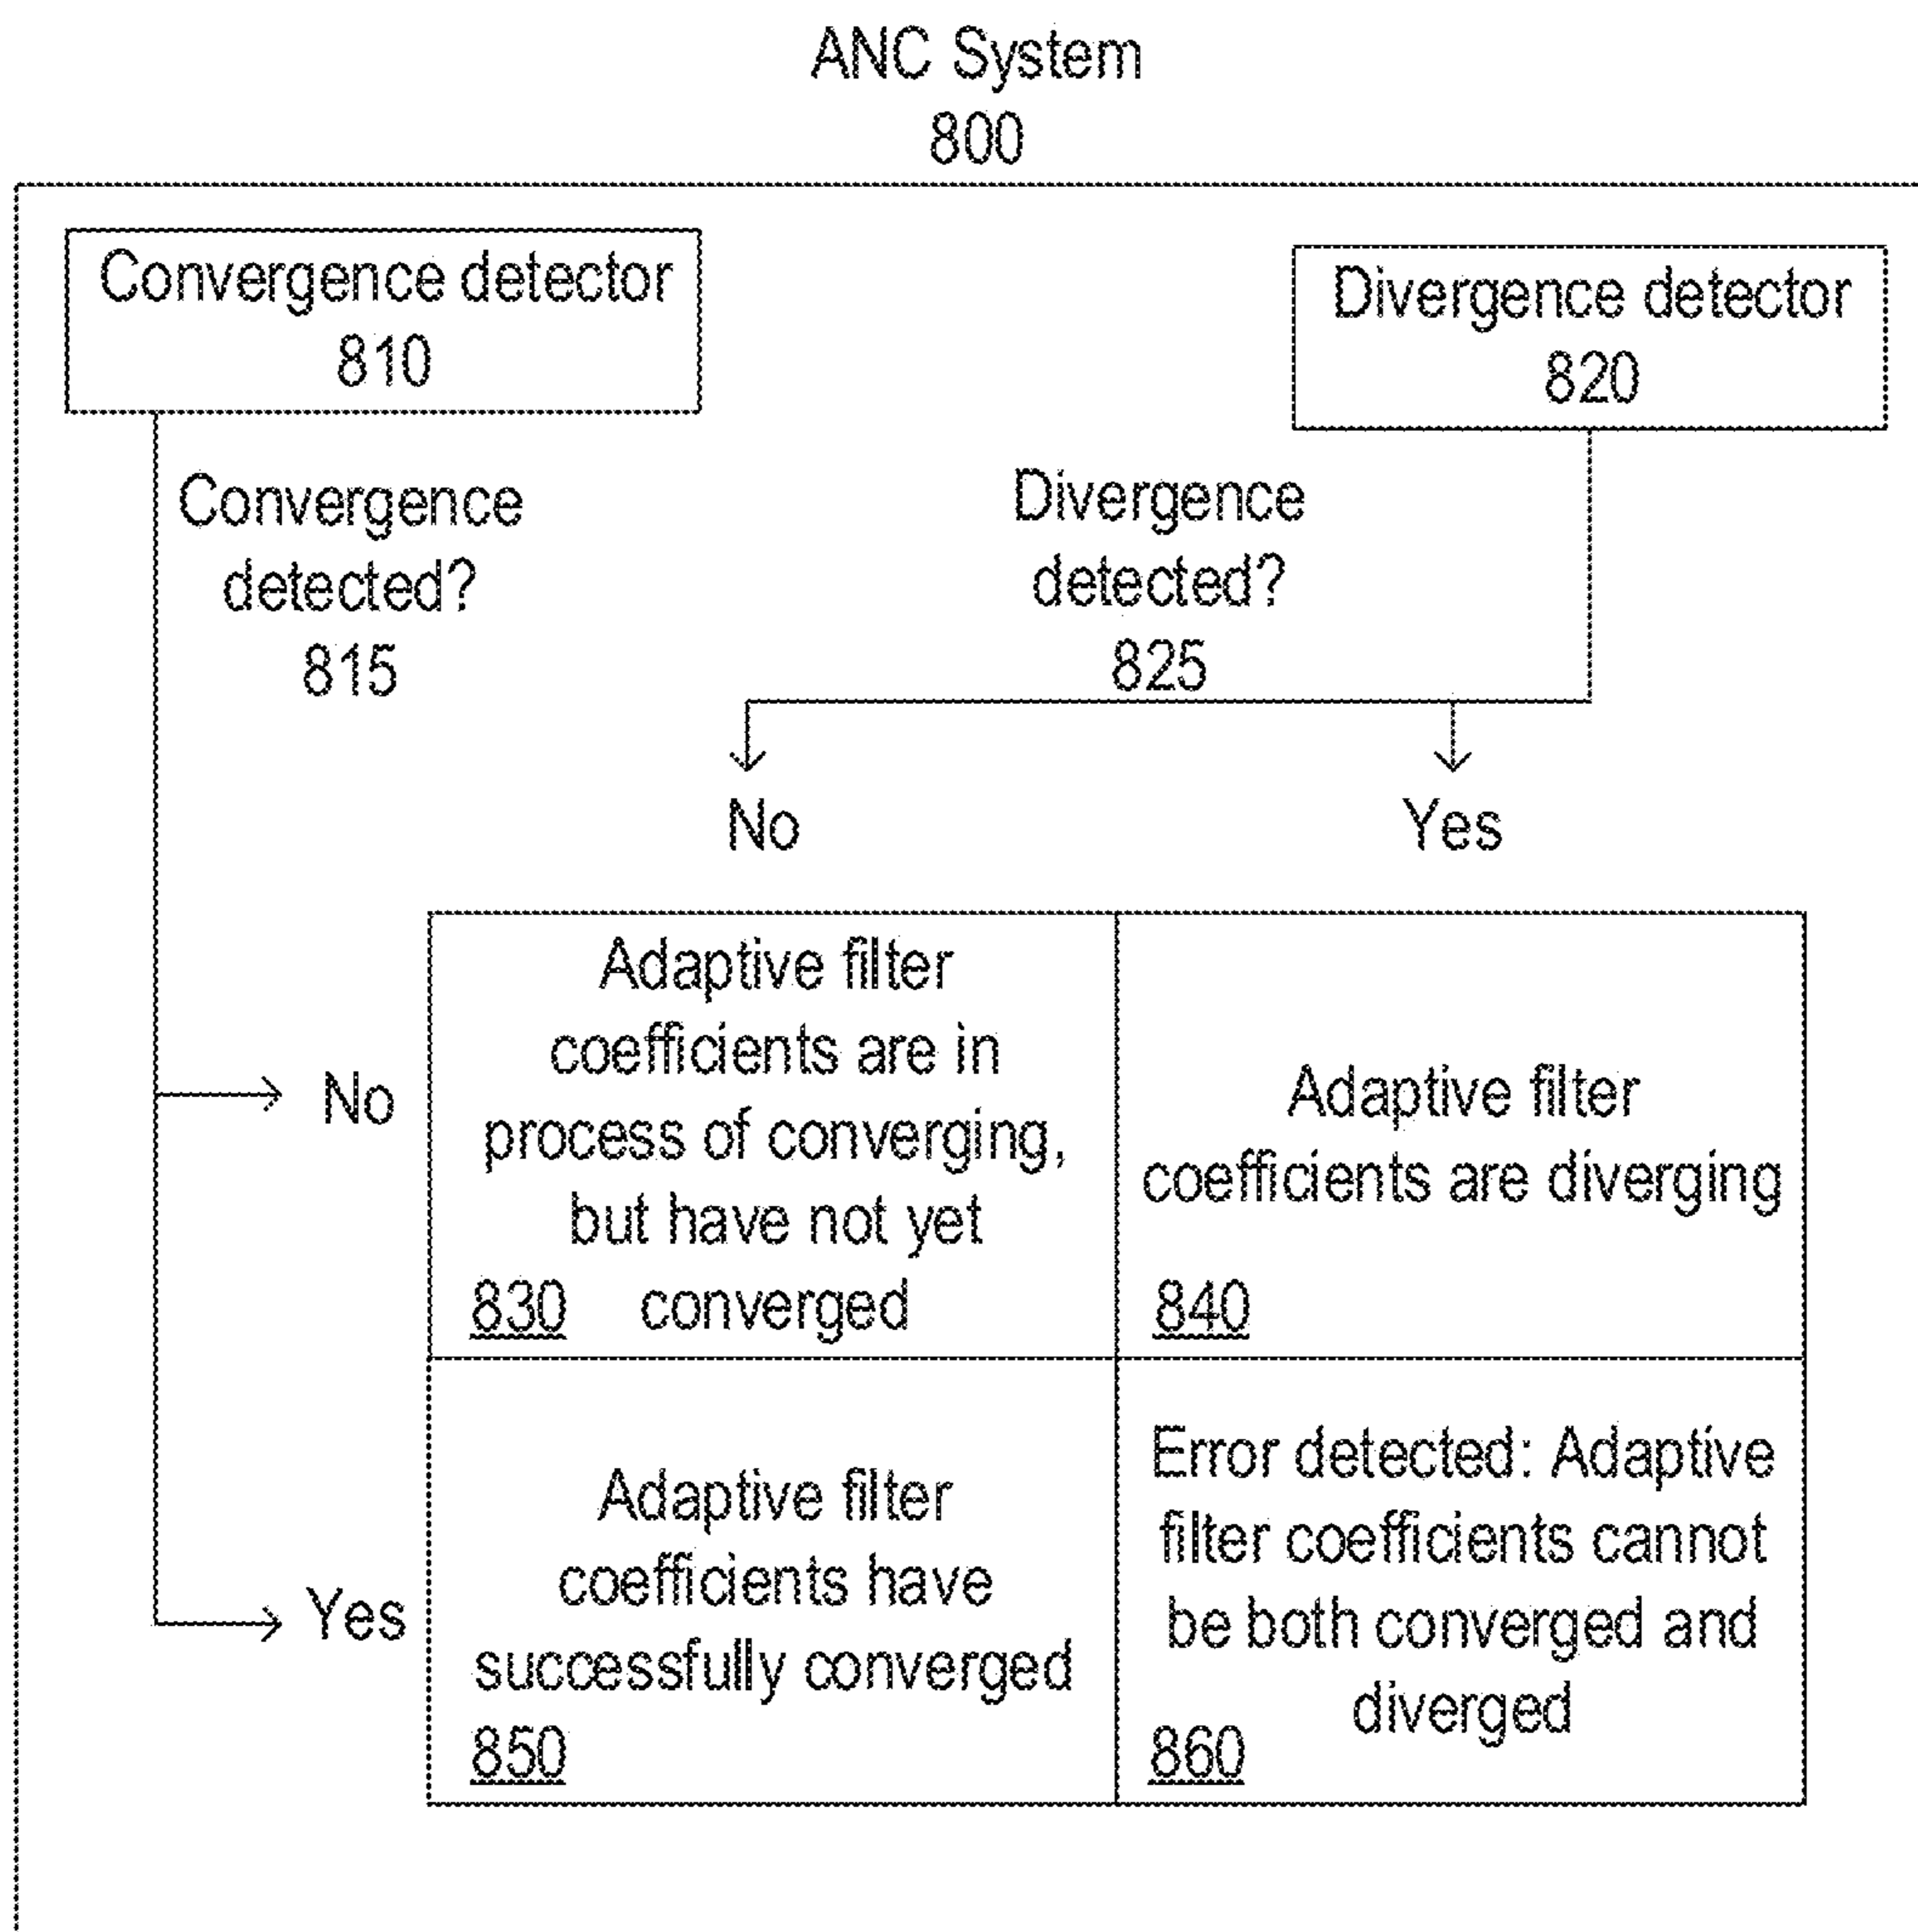 ANC System
800
Convergence detector
810
Divergence detector
820
Convergence
detected?
815
Divergence
detected?
825
No
Yes
No
Adaptive filter
coefficients are in
process of converging,
but have not yet
converged
830
Adaptive filter
coefficients are diverging
840
Yes
Adaptive filter
coefficients have
successfully converged
850
Error detected: Adaptive
filter coefficients cannot
be both converged and
diverged
860